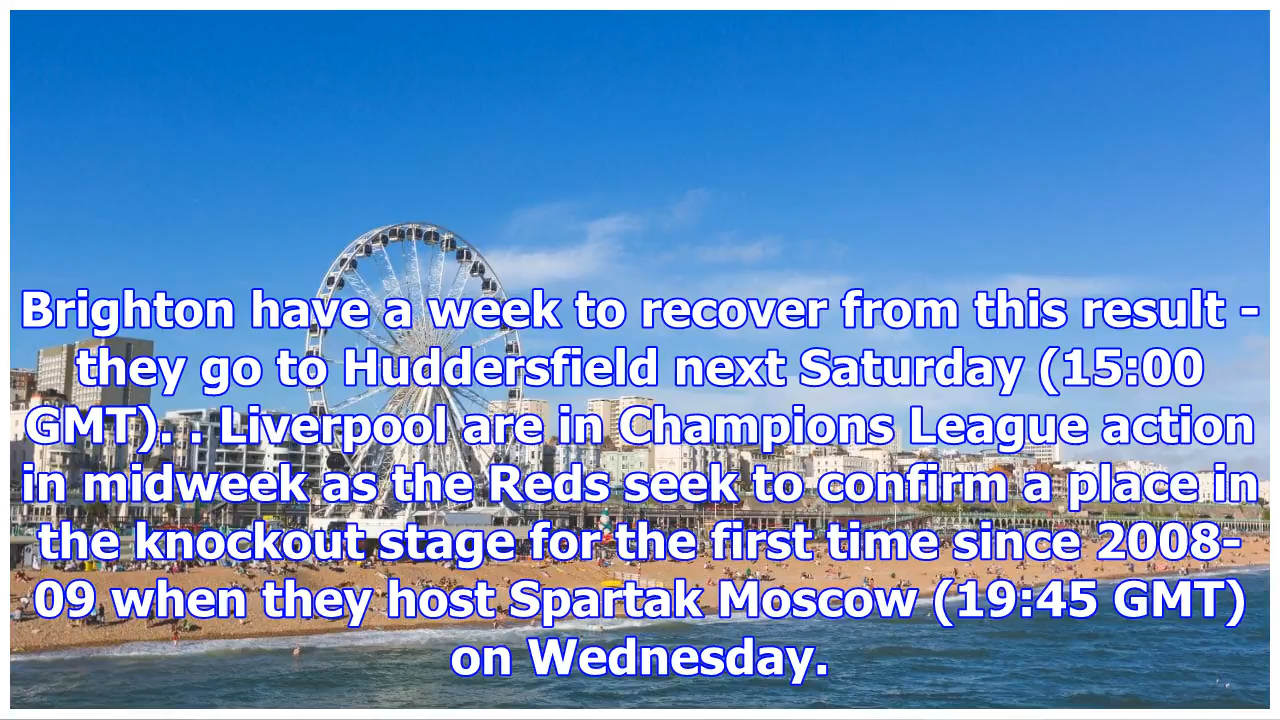 Brighton have a week to recover from this result -
they go to Huddersfield next Saturday (15:00
GMT). . Liverpool are in Champions League action
in midweek as the Reds seek to confirm a place in
the knockout stage for the first time since 2008-
09 when they host Spartak Moscow (19:45 GMT)
on Wednesday.